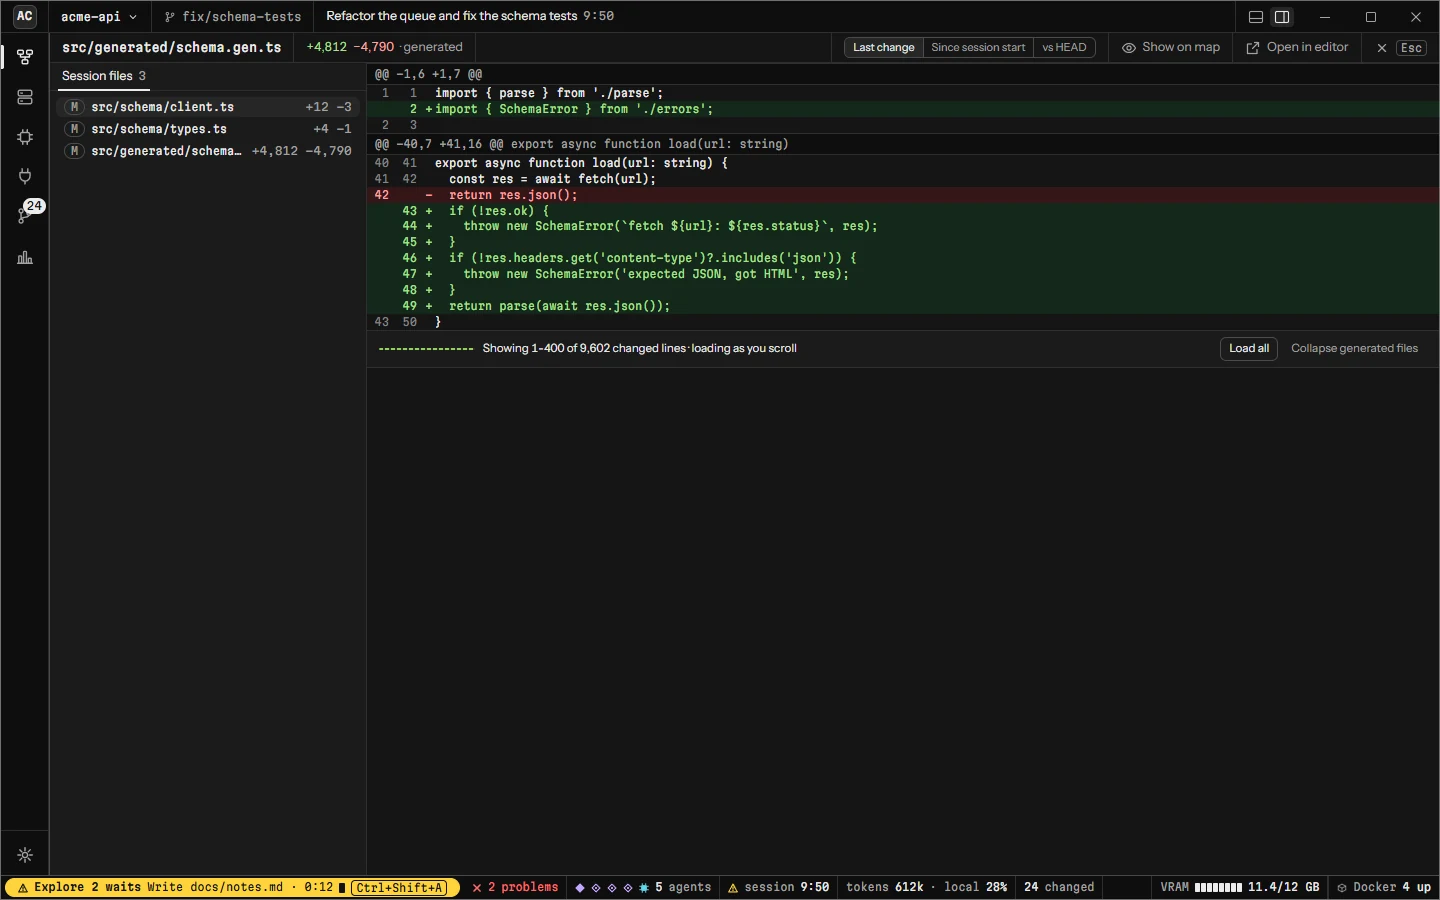 AC acme-api fix/schema-tests Refactor the queue and fix the schema tests 9:50
src/generated/schema.gen.ts +4,812 −4,790 · generated Last change Since session start vs HEAD Show on map Open in editor Esc
Session files 3
M src/schema/client.ts +12 −3
M src/schema/types.ts +4 −1
M src/generated/schema… +4,812 −4,790
24
@@ −1,6 +1,7 @@
1 1 import { parse } from './parse';
2 + import { SchemaError } from './errors';
2 3
@@ −40,7 +41,16 @@ export async function load(url: string)
40 41 export async function load(url: string) {
41 42 const res = await fetch(url);
42 − return res.json();
43 + if (!res.ok) {
44 + throw new SchemaError(`fetch ${url}: ${res.status}`, res);
45 + }
46 + if (!res.headers.get('content-type')?.includes('json')) {
47 + throw new SchemaError('expected JSON, got HTML', res);
48 + }
49 + return parse(await res.json());
43 50 }
Showing 1–400 of 9,602 changed lines · loading as you scroll Load all Collapse generated files
Explore 2 waits Write docs/notes.md · 0:12 Ctrl+Shift+A 2 problems 5 agents session 9:50 tokens 612k · local 28% 24 changed VRAM 11.4/12 GB Docker 4 up